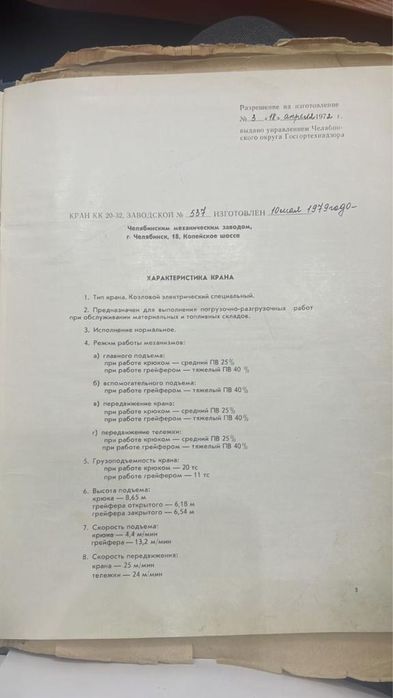 Разрешение на изготовление
№ 3 „18" апреля 1972 г.
выдано управлением Челябин-
ского округа Госгортехнадзора
КРАН КК 20-32, ЗАВОДСКОЙ № 537 ИЗГОТОВЛЕН 10 мая 1979 года
Челябинским механическим заводом,
г. Челябинск, 18, Копейское шоссе
ХАРАКТЕРИСТИКА КРАНА
1. Тип крана. Козловой электрический специальный.
2. Предназначен для выполнения погрузочно-разгрузочных работ
при обслуживании материальных и топливных складов.
3. Исполнение нормальное.
4. Режим работы механизмов:
а) главного подъема:
при работе крюком — средний ПВ 25%
при работе грейфером — тяжелый ПВ 40 %
б) вспомогательного подъема:
при работе грейфером — тяжелый ПВ 40%
в) передвижение крана:
при работе крюком — средний ПВ 25%
при работе грейфером — тяжелый ПВ 40%
г) передвижение тележки:
при работе крюком — средний ПВ 25%
при работе грейфером — тяжелый ПВ 40%
5. Грузоподъемность крана:
при работе крюком — 20 тс
при работе грейфером — 11 тс
6. Высота подъема:
крюка — 8,65 м
грейфера открытого — 6,18 м
грейфера закрытого — 6,54 м
7. Скорость подъема:
крюка — 4,4 м/мин
грейфера — 13,2 м/мин
8. Скорость передвижения:
крана — 25 м/мин
тележки — 24 м/мин
3